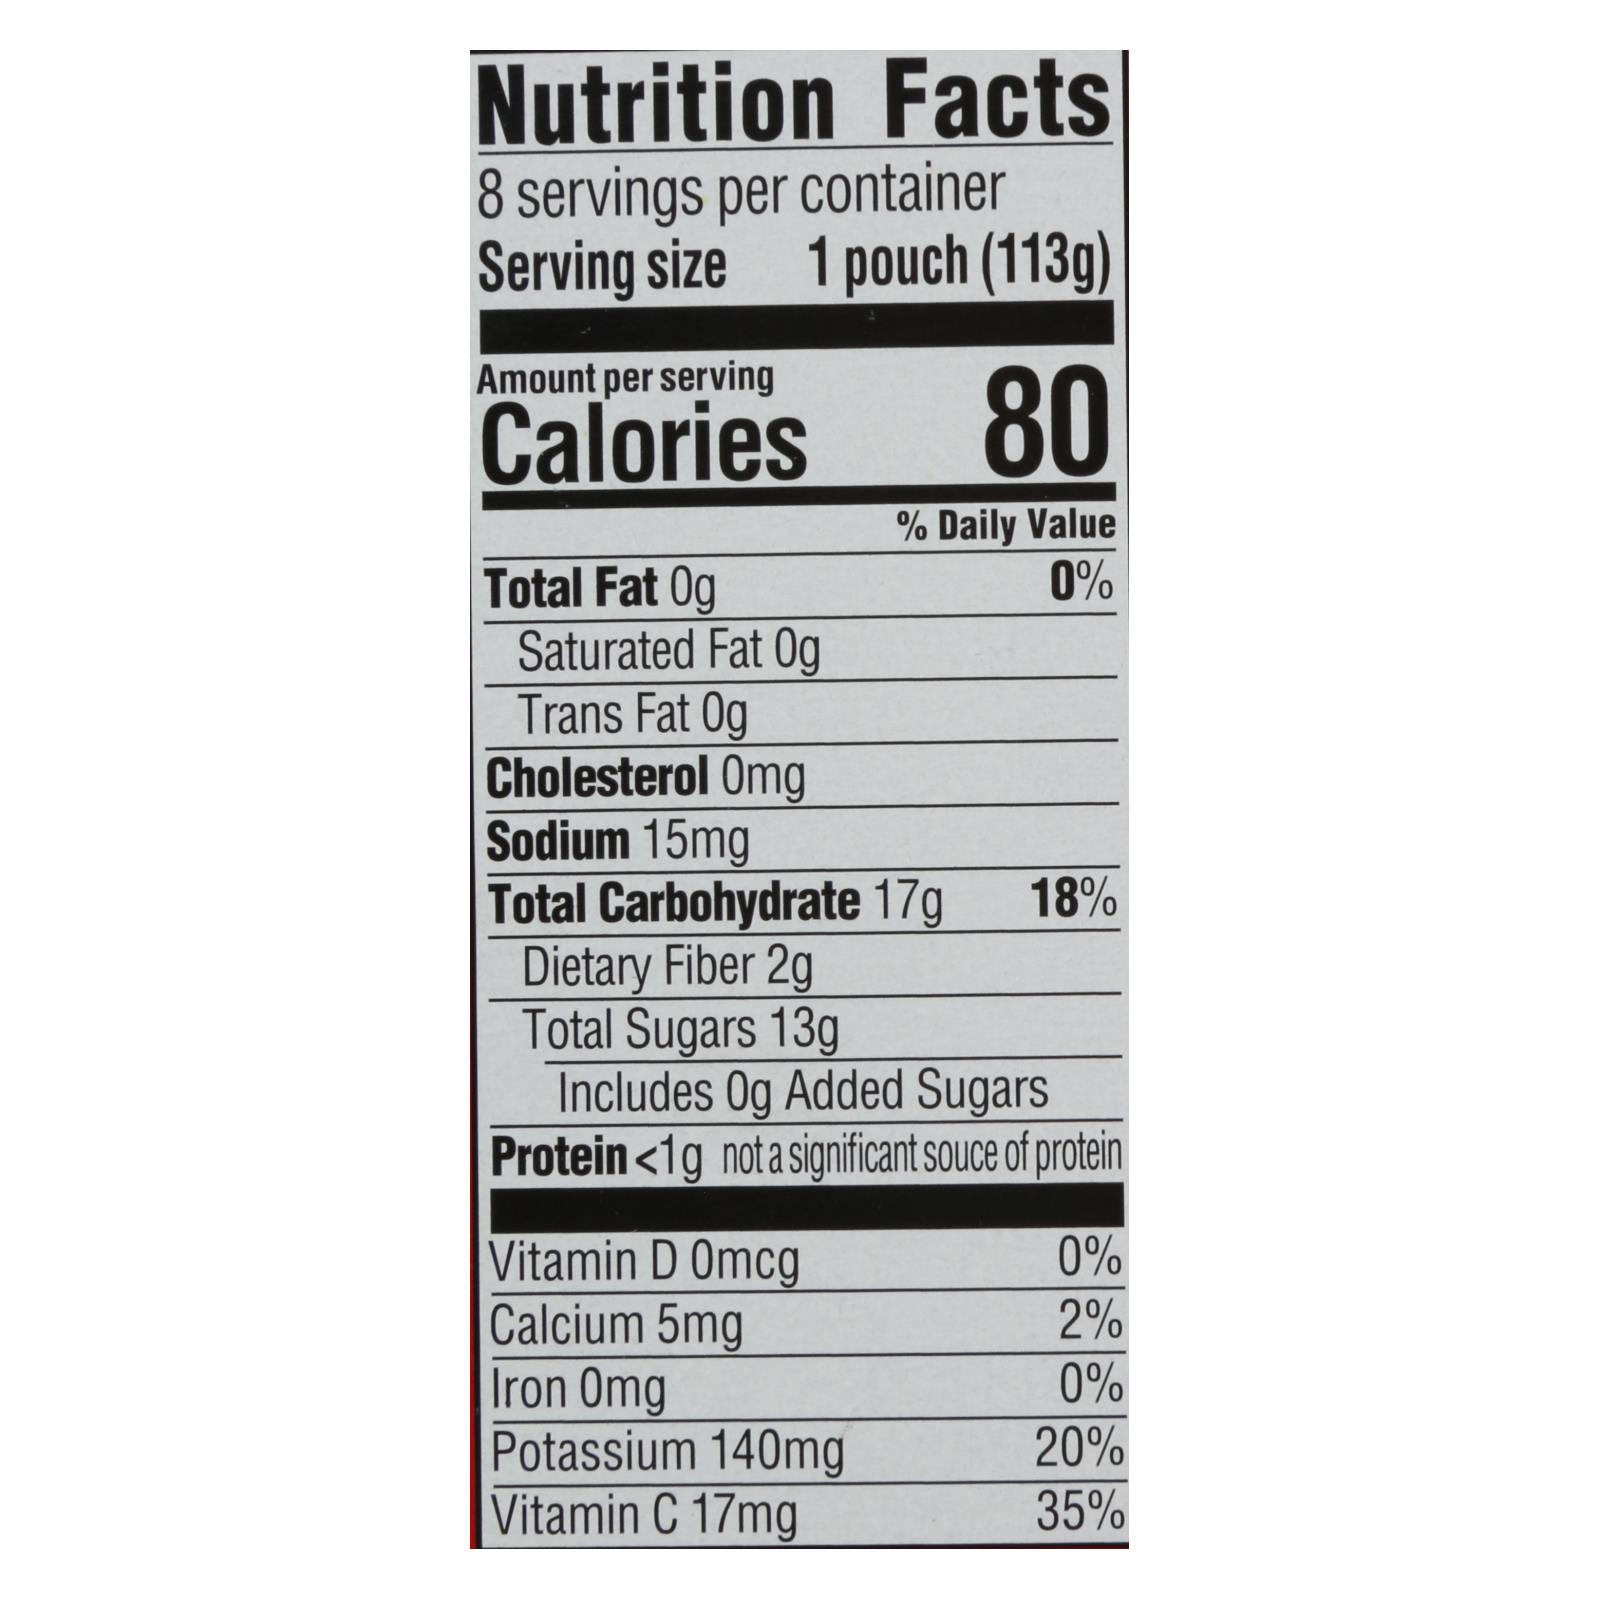 Nutrition Facts
8 servings per container
Serving size 1 pouch (113g)
Amount per serving
Calories 80
% Daily Value
Total Fat 0g 0%
Saturated Fat 0g
Trans Fat 0g
Cholesterol 0mg
Sodium 15mg
Total Carbohydrate 17g 18%
Dietary Fiber 2g
Total Sugars 13g
Includes 0g Added Sugars
Protein <1g not a significant souce of protein
Vitamin D 0mcg 0%
Calcium 5mg 2%
Iron 0mg 0%
Potassium 140mg 20%
Vitamin C 17mg 35%